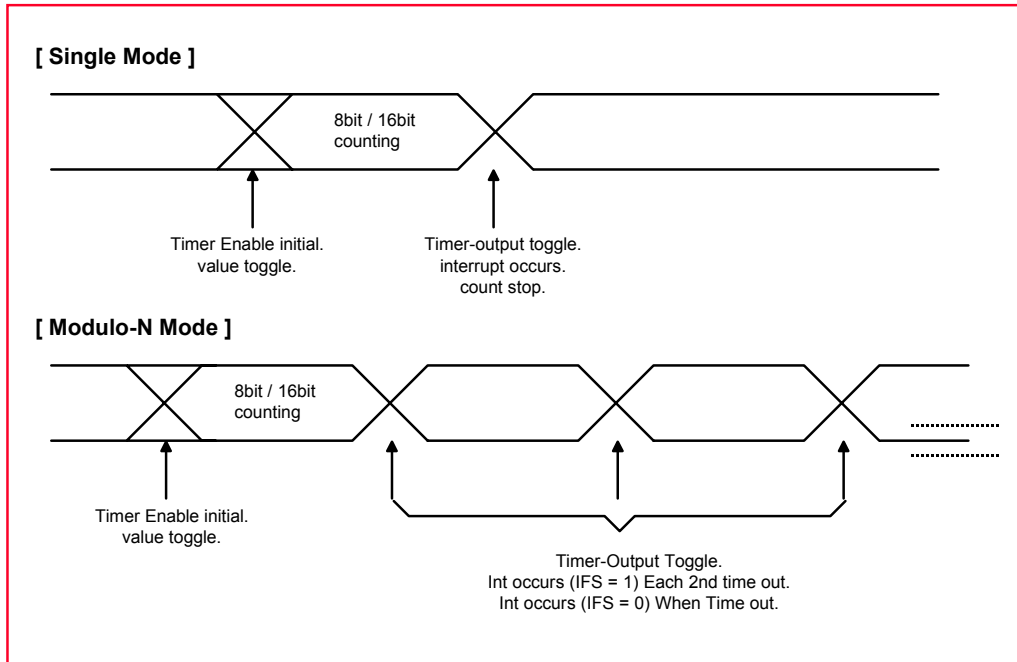 [ Single Mode ]
8bit / 16bit
counting
Timer Enable initial.
value toggle.
Timer-output toggle.
interrupt occurs.
count stop.
[ Modulo-N Mode ]
8bit / 16bit
counting
Timer Enable initial.
value toggle.
Timer-Output Toggle.
Int occurs (IFS = 1) Each 2nd time out.
Int occurs (IFS = 0) When Time out.